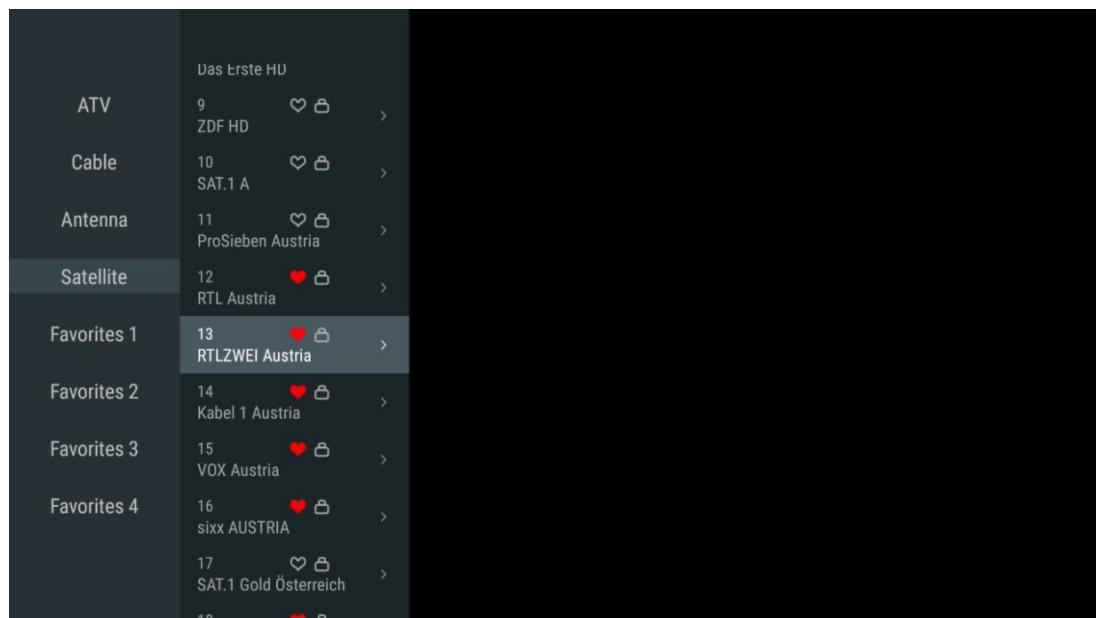 Das Erste HD
ATV
9
ZDF HD
Cable
10
SAT.1 A
Antenna
11
ProSieben Austria
Satellite
12
RTL Austria
Favorites 1
13
RTLZWEI Austria
Favorites 2
14
Kabel 1 Austria
Favorites 3
15
VOX Austria
Favorites 4
16
sixx AUSTRIA
17
SAT.1 Gold Österreich